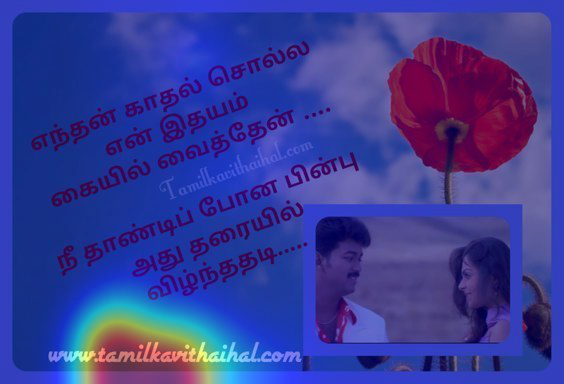 எந்தன் காதல் சொல்ல
என் இதயம்
கையில் வைத்தேன் ....
Tamilkavithaihal.com
நீ தாண்டிப் போன பின்பு
அது தரையில்
விழ்ந்ததடி.....
www.tamilkavithaihal.com